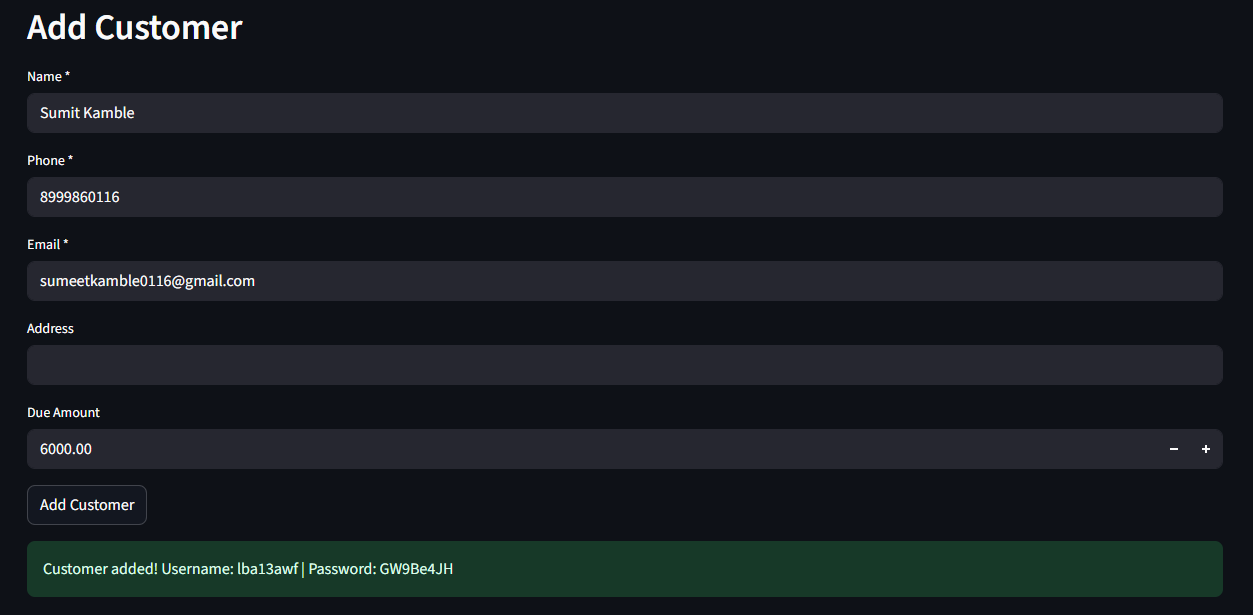 Add Customer
Name *
Sumit Kamble
Phone *
8999860116
Email *
sumeetkamble0116@gmail.com
Address
Due Amount
6000.00
Add Customer
Customer added! Username: lba13awf | Password: GW9Be4JH